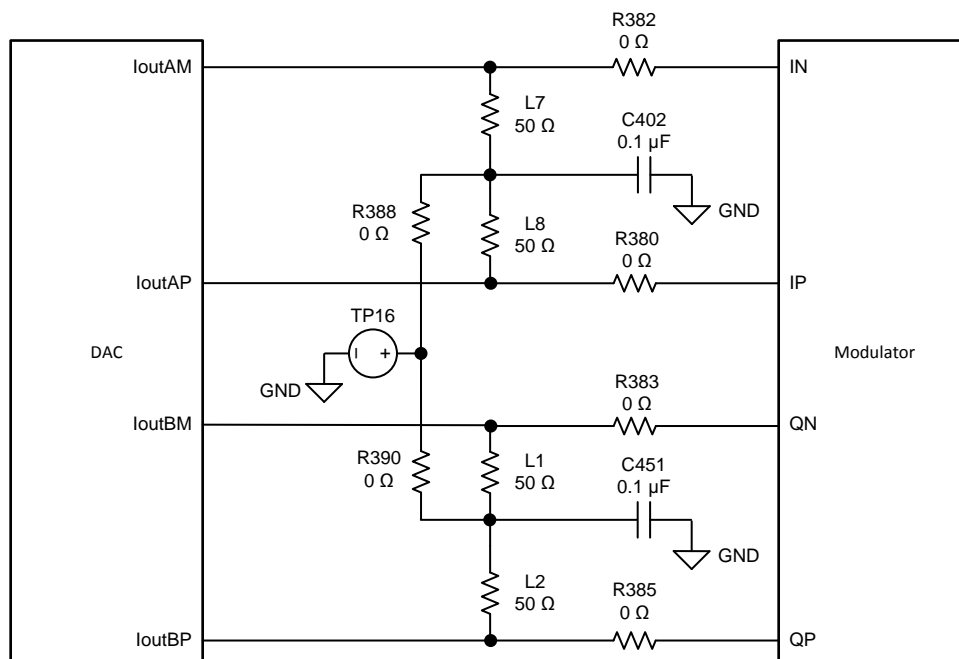 R382
0 Ω
IoutAM
IN
L7
50 Ω
C402
0.1 µF
GND
R388
0 Ω
L8
50 Ω
R380
0 Ω
IoutAP
IP
TP16
DAC
Modulator
GND
R383
0 Ω
IoutBM
QN
R390
0 Ω
L1
50 Ω
C451
0.1 µF
GND
L2
50 Ω
R385
0 Ω
IoutBP
QP